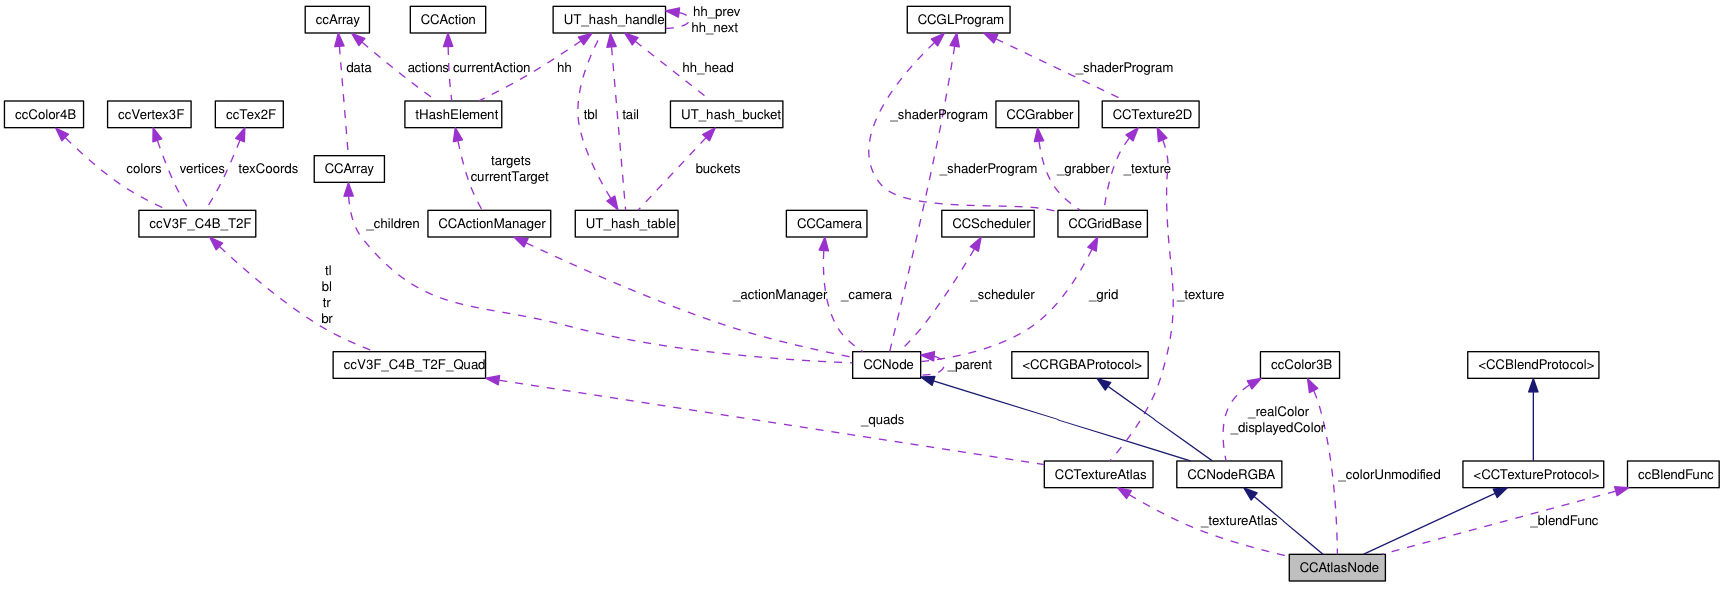 ccArray
CCAction
UT_hash_handle
hh_prev
hh_next
CCGLProgram
data
actions
currentAction
hh
hh_head
_shaderProgram
ccColor4B
ccVertex3F
ccTex2F
tHashElement
tbl
tail
UT_hash_bucket
_shaderProgram
CCGrabber
CCTexture2D
colors
vertices
texCoords
CCArray
targets
currentTarget
buckets
_shaderProgram
_grabber
_texture
ccV3F_C4B_T2F
_children
CCActionManager
UT_hash_table
CCCamera
CCScheduler
CCGridBase
tl
bl
tr
br
_actionManager
_camera
_scheduler
_grid
_texture
ccV3F_C4B_T2F_Quad
CCNode
_parent
<CCRGBAProtocol>
ccColor3B
<CCBlendProtocol>
_quads
_realColor
_displayedColor
CCTextureAtlas
CCNodeRGBA
_colorUnmodified
<CCTextureProtocol>
ccBlendFunc
_textureAtlas
_blendFunc
CCAtlasNode